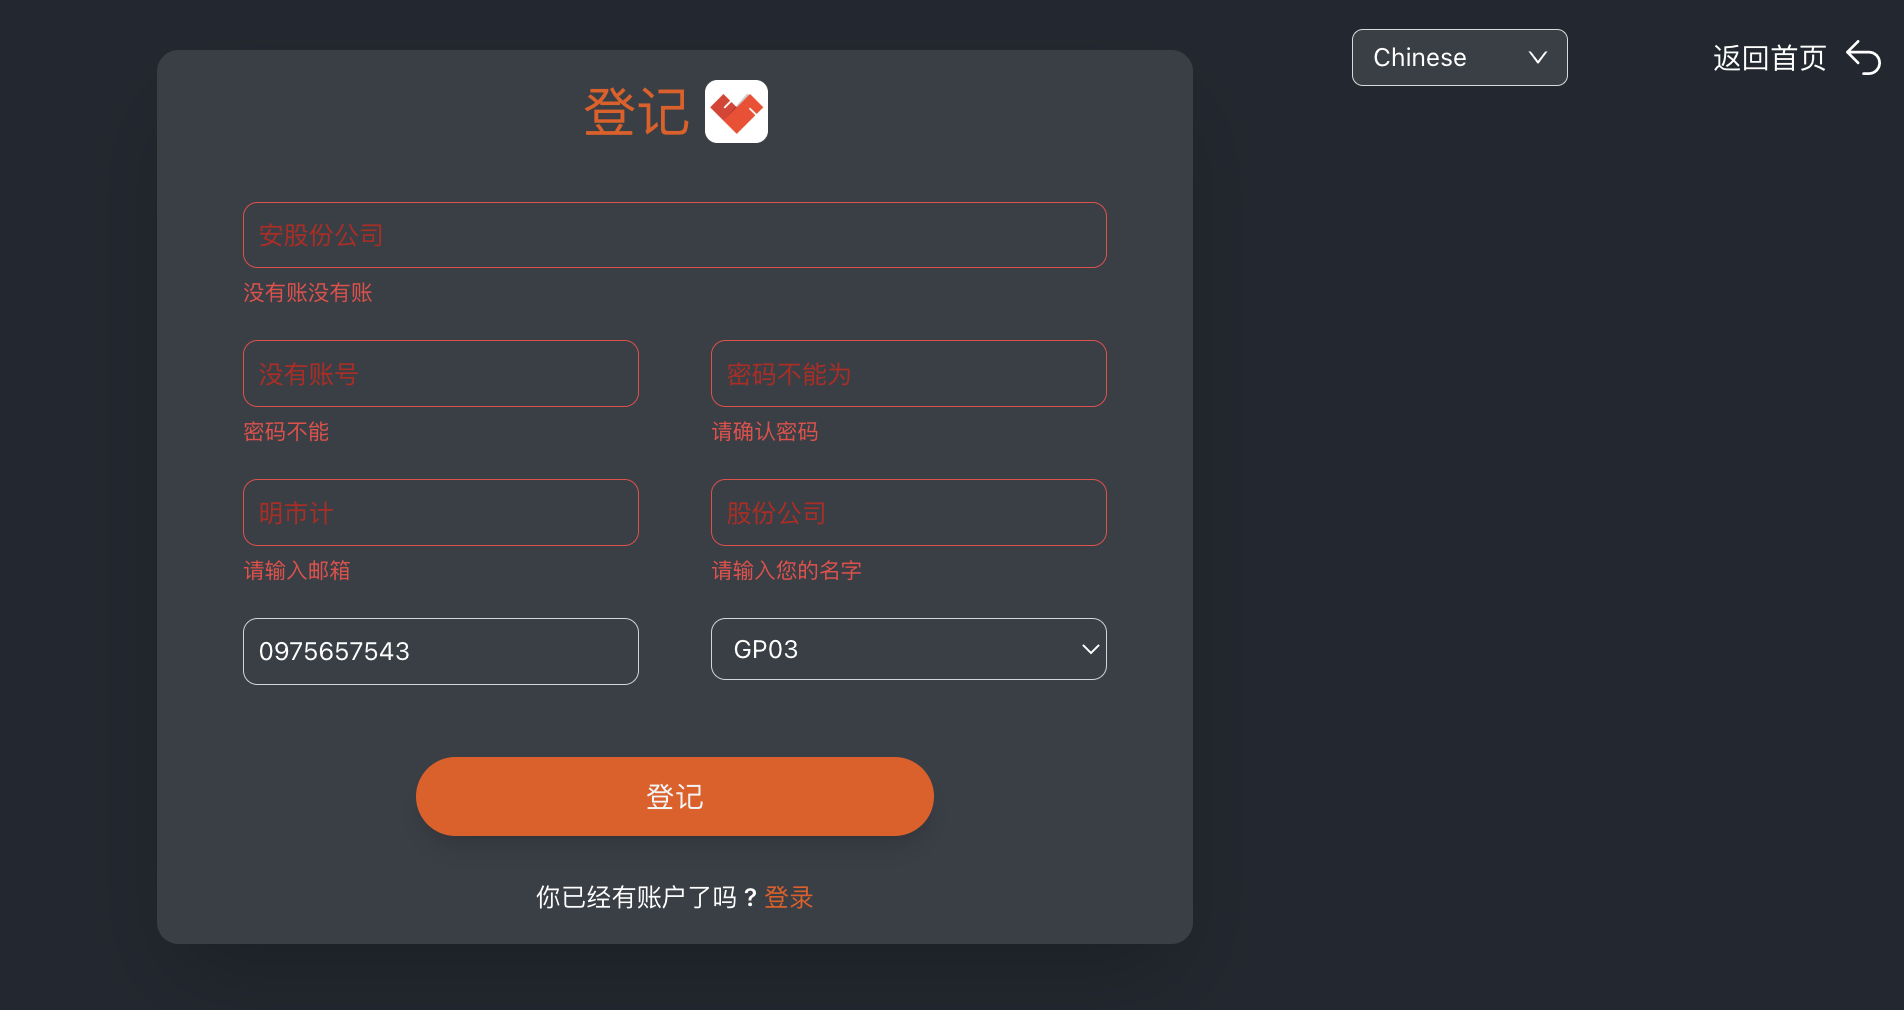 Chinese
返回首页
登记
安股份公司
没有账没有账
没有账号
密码不能为
密码不能
请确认密码
明市计
股份公司
请输入邮箱
请输入您的名字
0975657543
GP03
登记
你已经有账户了吗 ? 登录